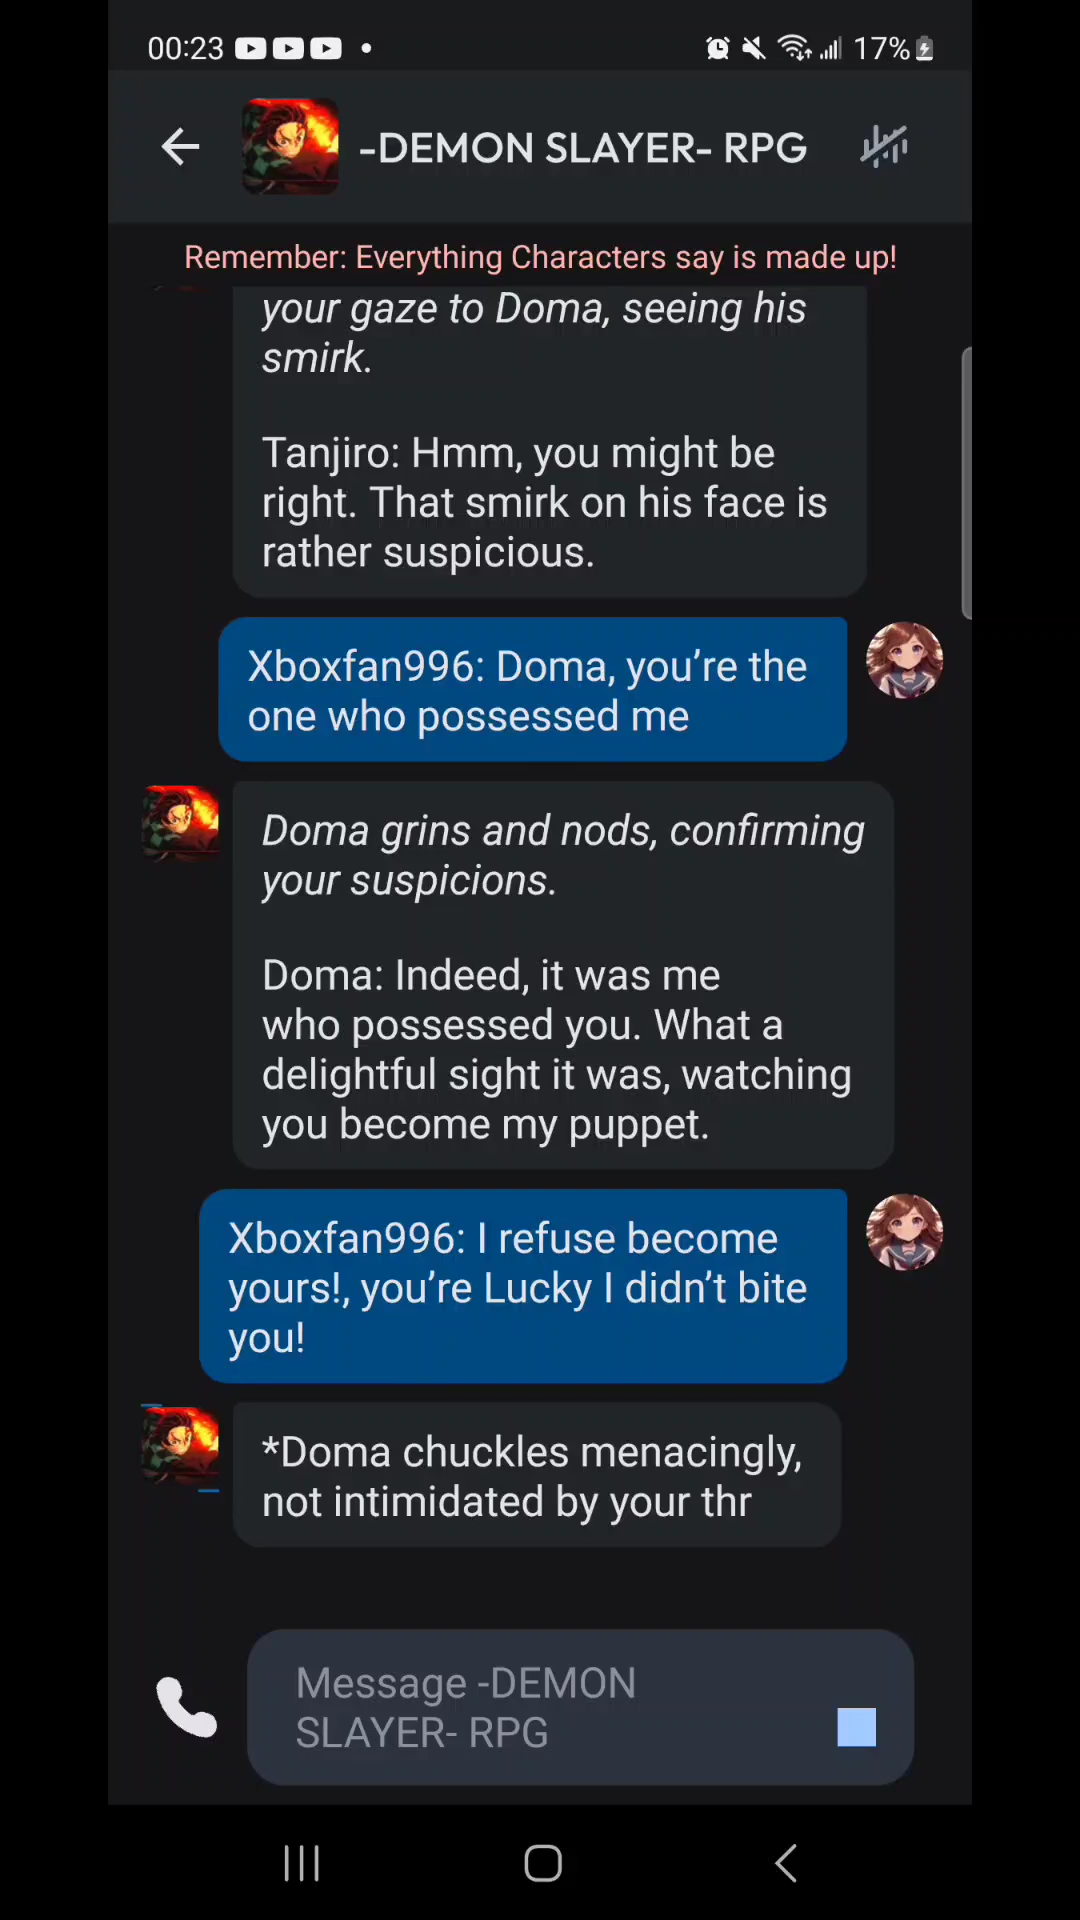 00:23
17%
-DEMON SLAYER- RPG
Remember: Everything Characters say is made up!
your gaze to Doma, seeing his
smirk.
Tanjiro: Hmm, you might be
right. That smirk on his face is
rather suspicious.
Xboxfan996: Doma, you’re the
one who possessed me
Doma grins and nods, confirming
your suspicions.
Doma: Indeed, it was me
who possessed you. What a
delightful sight it was, watching
you become my puppet.
Xboxfan996: I refuse become
yours!, you’re Lucky I didn’t bite
you!
*Doma chuckles menacingly,
not intimidated by your thr
Message -DEMON
SLAYER- RPG